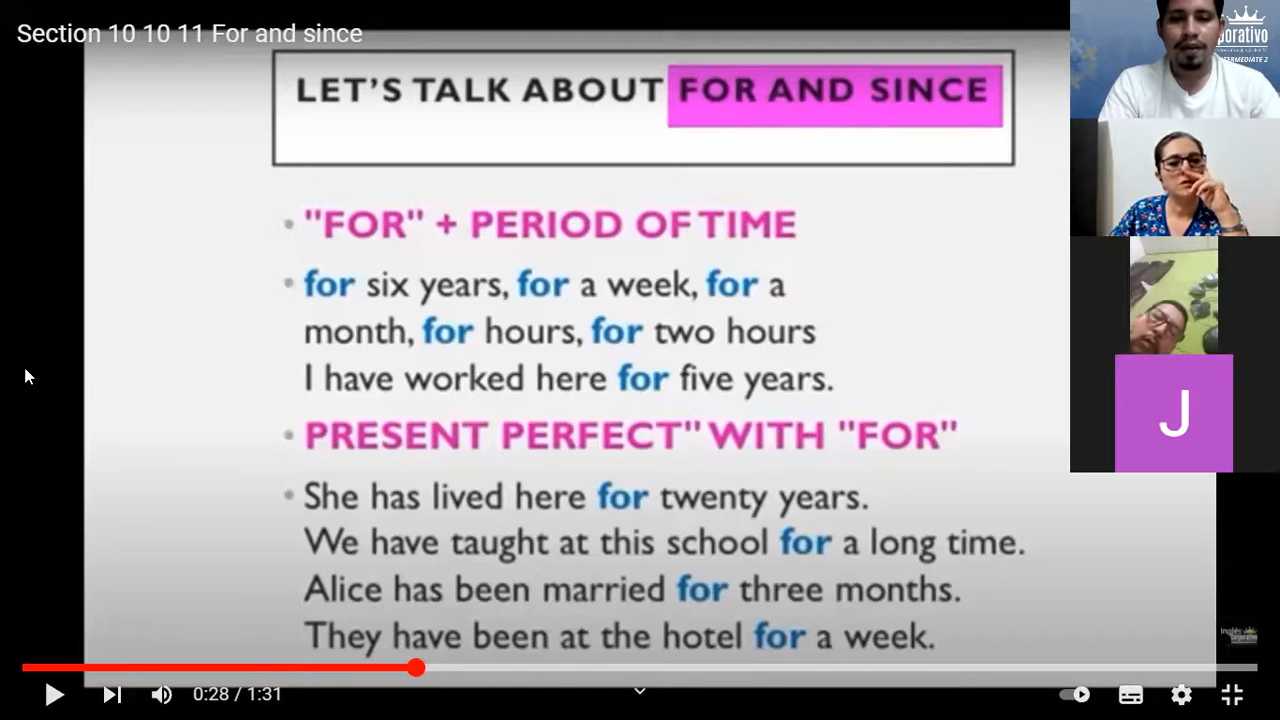 Section 10 10 11 For and since
LET'S TALK ABOUT FOR AND SINCE
"FOR" + PERIOD OF TIME
for six years, for a week, for a
month, for hours, for two hours
I have worked here for five years.
PRESENT PERFECT" WITH "FOR"
She has lived here for twenty years.
We have taught at this school for a long time.
Alice has been married for three months.
They have been at the hotel for a week.
0:28 / 1:31
porativo
NTERMEDIATE 2
J